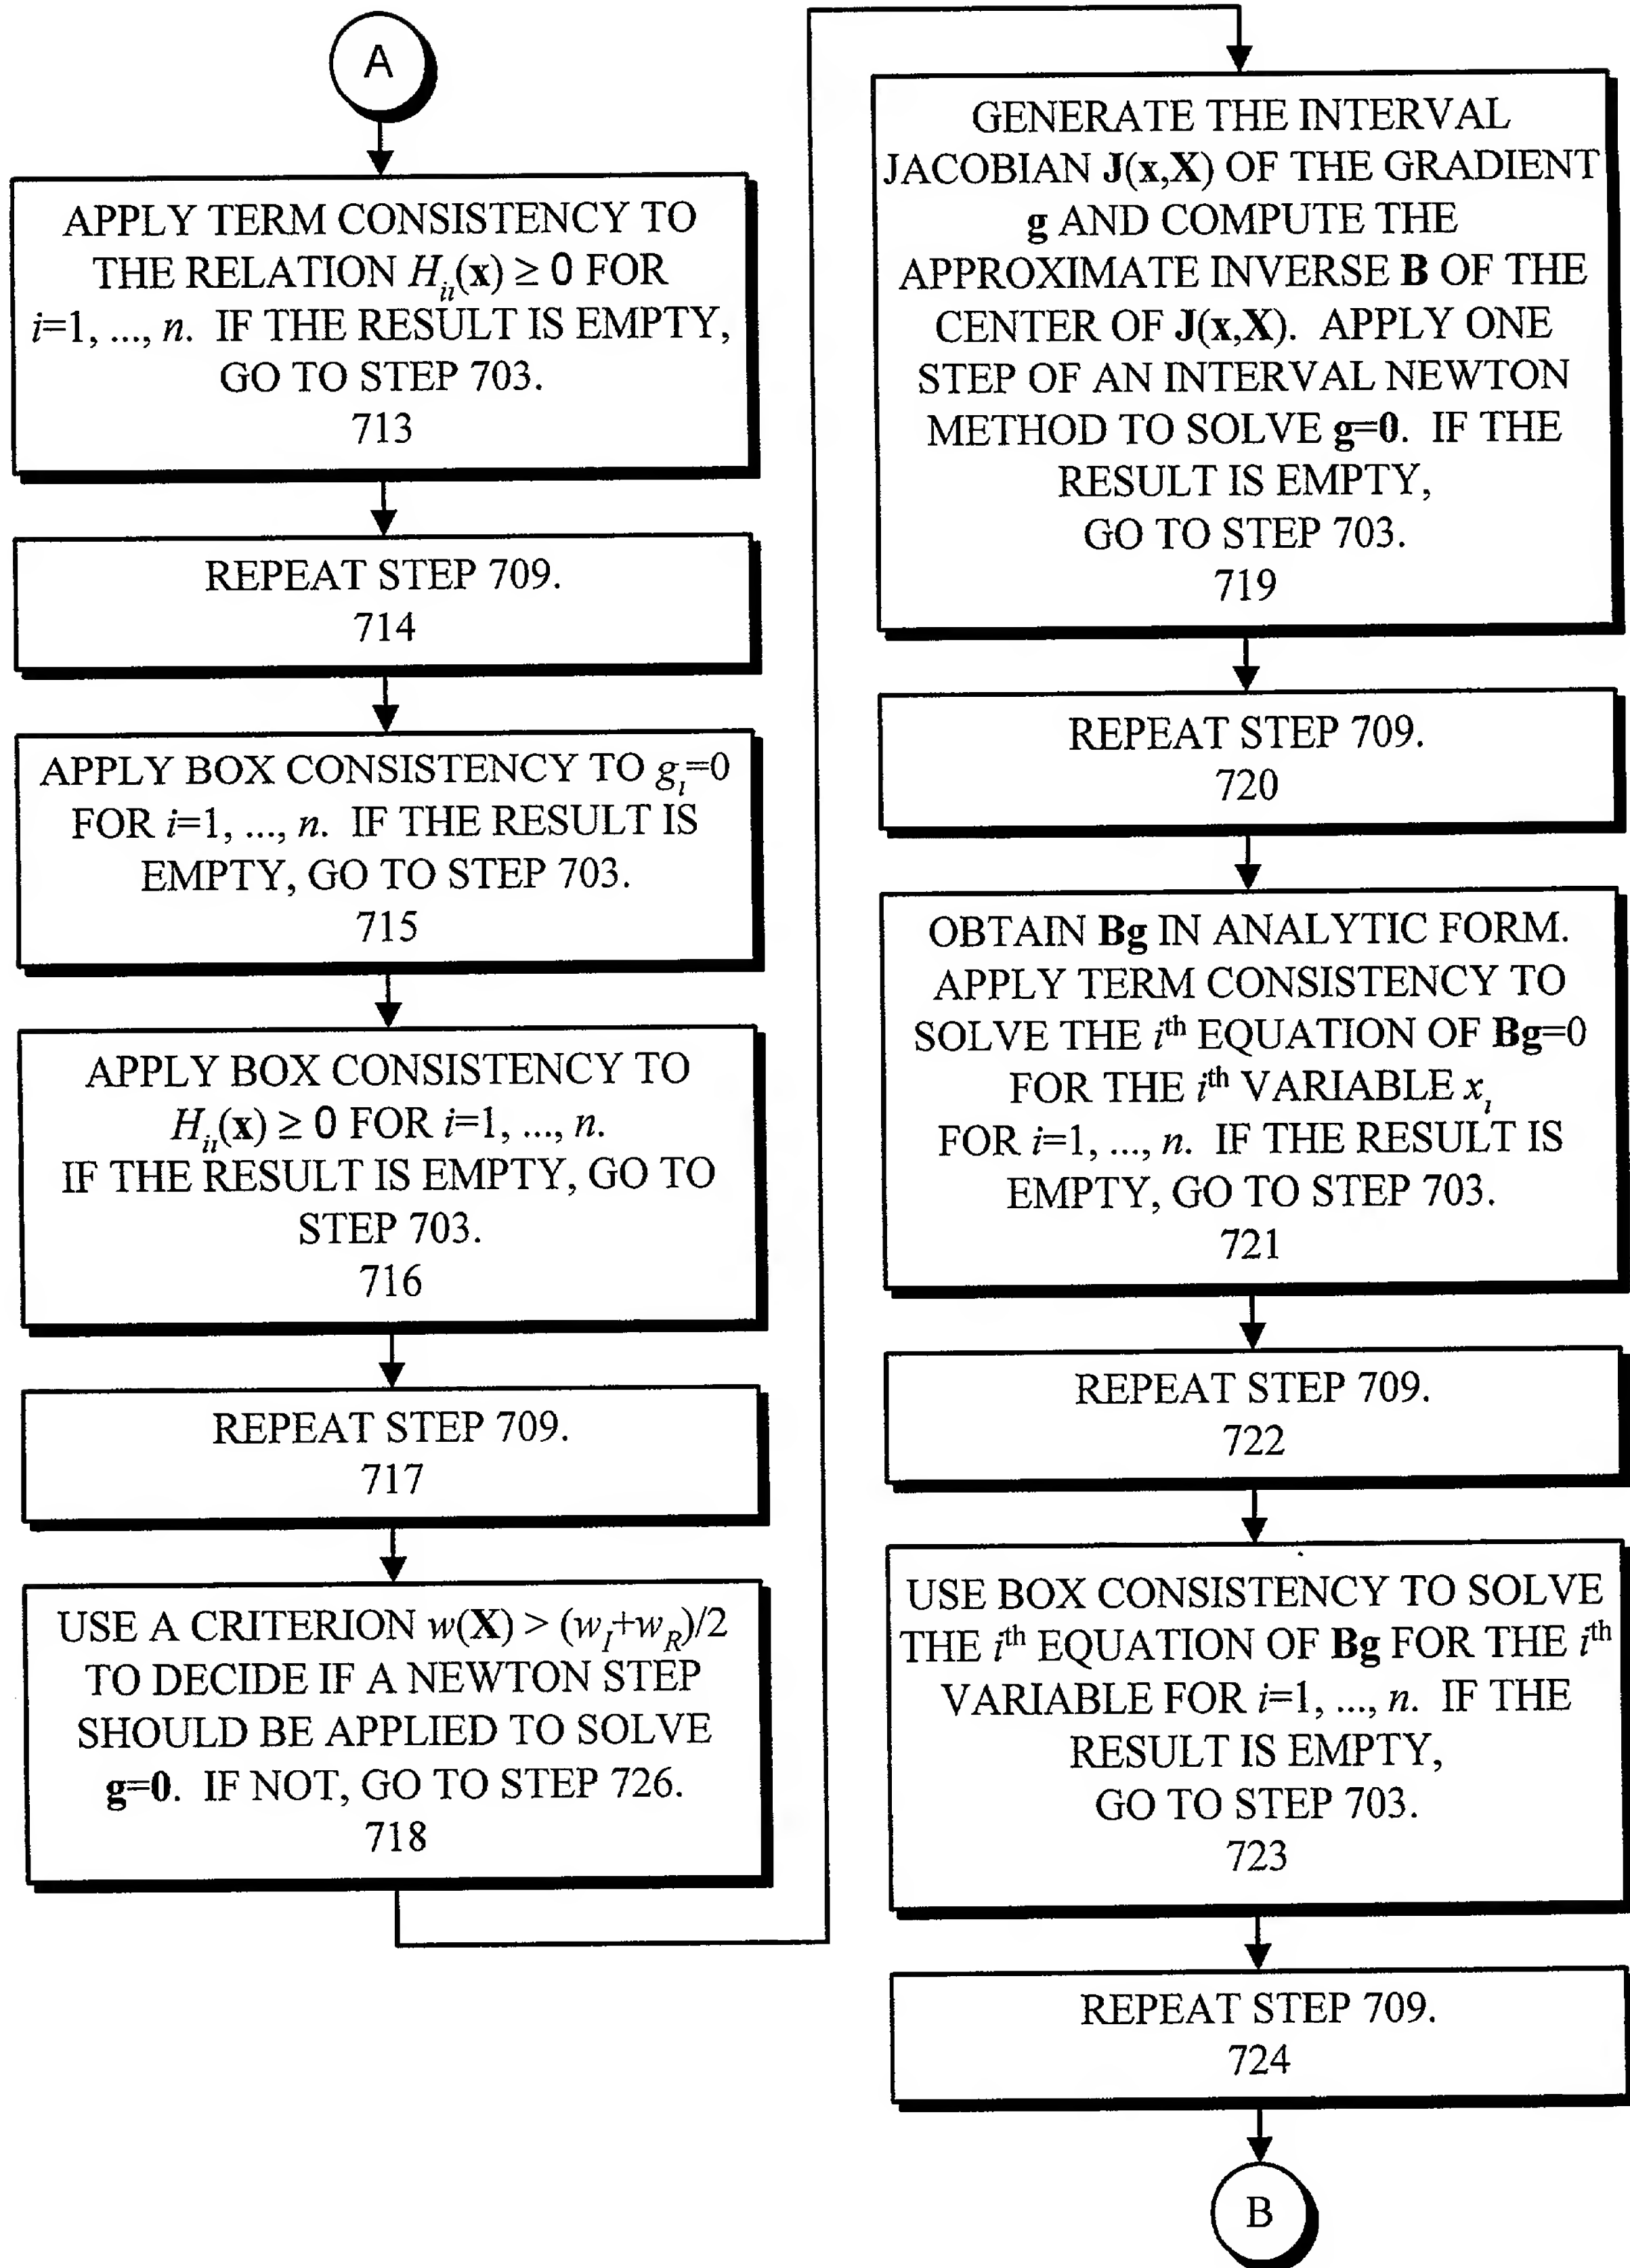 A
APPLY TERM CONSISTENCY TO
THE RELATION Hᵢᵢ(x) ≥ 0 FOR
i=1, ..., n. IF THE RESULT IS EMPTY,
GO TO STEP 703.
713
REPEAT STEP 709.
714
APPLY BOX CONSISTENCY TO gᵢ=0
FOR i=1, ..., n. IF THE RESULT IS
EMPTY, GO TO STEP 703.
715
APPLY BOX CONSISTENCY TO
Hᵢᵢ(x) ≥ 0 FOR i=1, ..., n.
IF THE RESULT IS EMPTY, GO TO
STEP 703.
716
REPEAT STEP 709.
717
USE A CRITERION w(X) > (w_I+w_R)/2
TO DECIDE IF A NEWTON STEP
SHOULD BE APPLIED TO SOLVE
g=0. IF NOT, GO TO STEP 726.
718
GENERATE THE INTERVAL
JACOBIAN J(x,X) OF THE GRADIENT
g AND COMPUTE THE
APPROXIMATE INVERSE B OF THE
CENTER OF J(x,X). APPLY ONE
STEP OF AN INTERVAL NEWTON
METHOD TO SOLVE g=0. IF THE
RESULT IS EMPTY,
GO TO STEP 703.
719
REPEAT STEP 709.
720
OBTAIN Bg IN ANALYTIC FORM.
APPLY TERM CONSISTENCY TO
SOLVE THE iᵗʰ EQUATION OF Bg=0
FOR THE iᵗʰ VARIABLE xᵢ
FOR i=1, ..., n. IF THE RESULT IS
EMPTY, GO TO STEP 703.
721
REPEAT STEP 709.
722
USE BOX CONSISTENCY TO SOLVE
THE iᵗʰ EQUATION OF Bg FOR THE iᵗʰ
VARIABLE FOR i=1, ..., n. IF THE
RESULT IS EMPTY,
GO TO STEP 703.
723
REPEAT STEP 709.
724
B